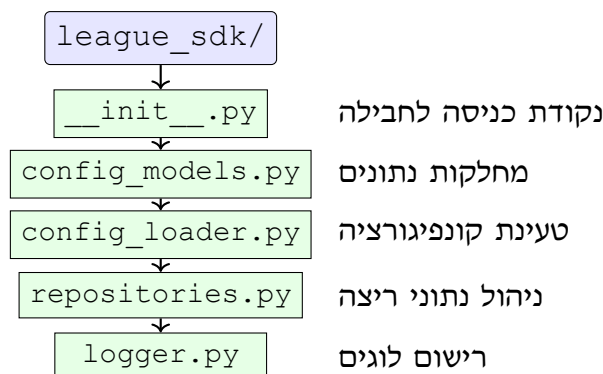 league_sdk/
__init__.py נקודת כניסה לחבילה
config_models.py מחלקות נתונים
config_loader.py טעינת קונפיגורציה
repositories.py ניהול נתוני ריצה
logger.py רישום לוגים